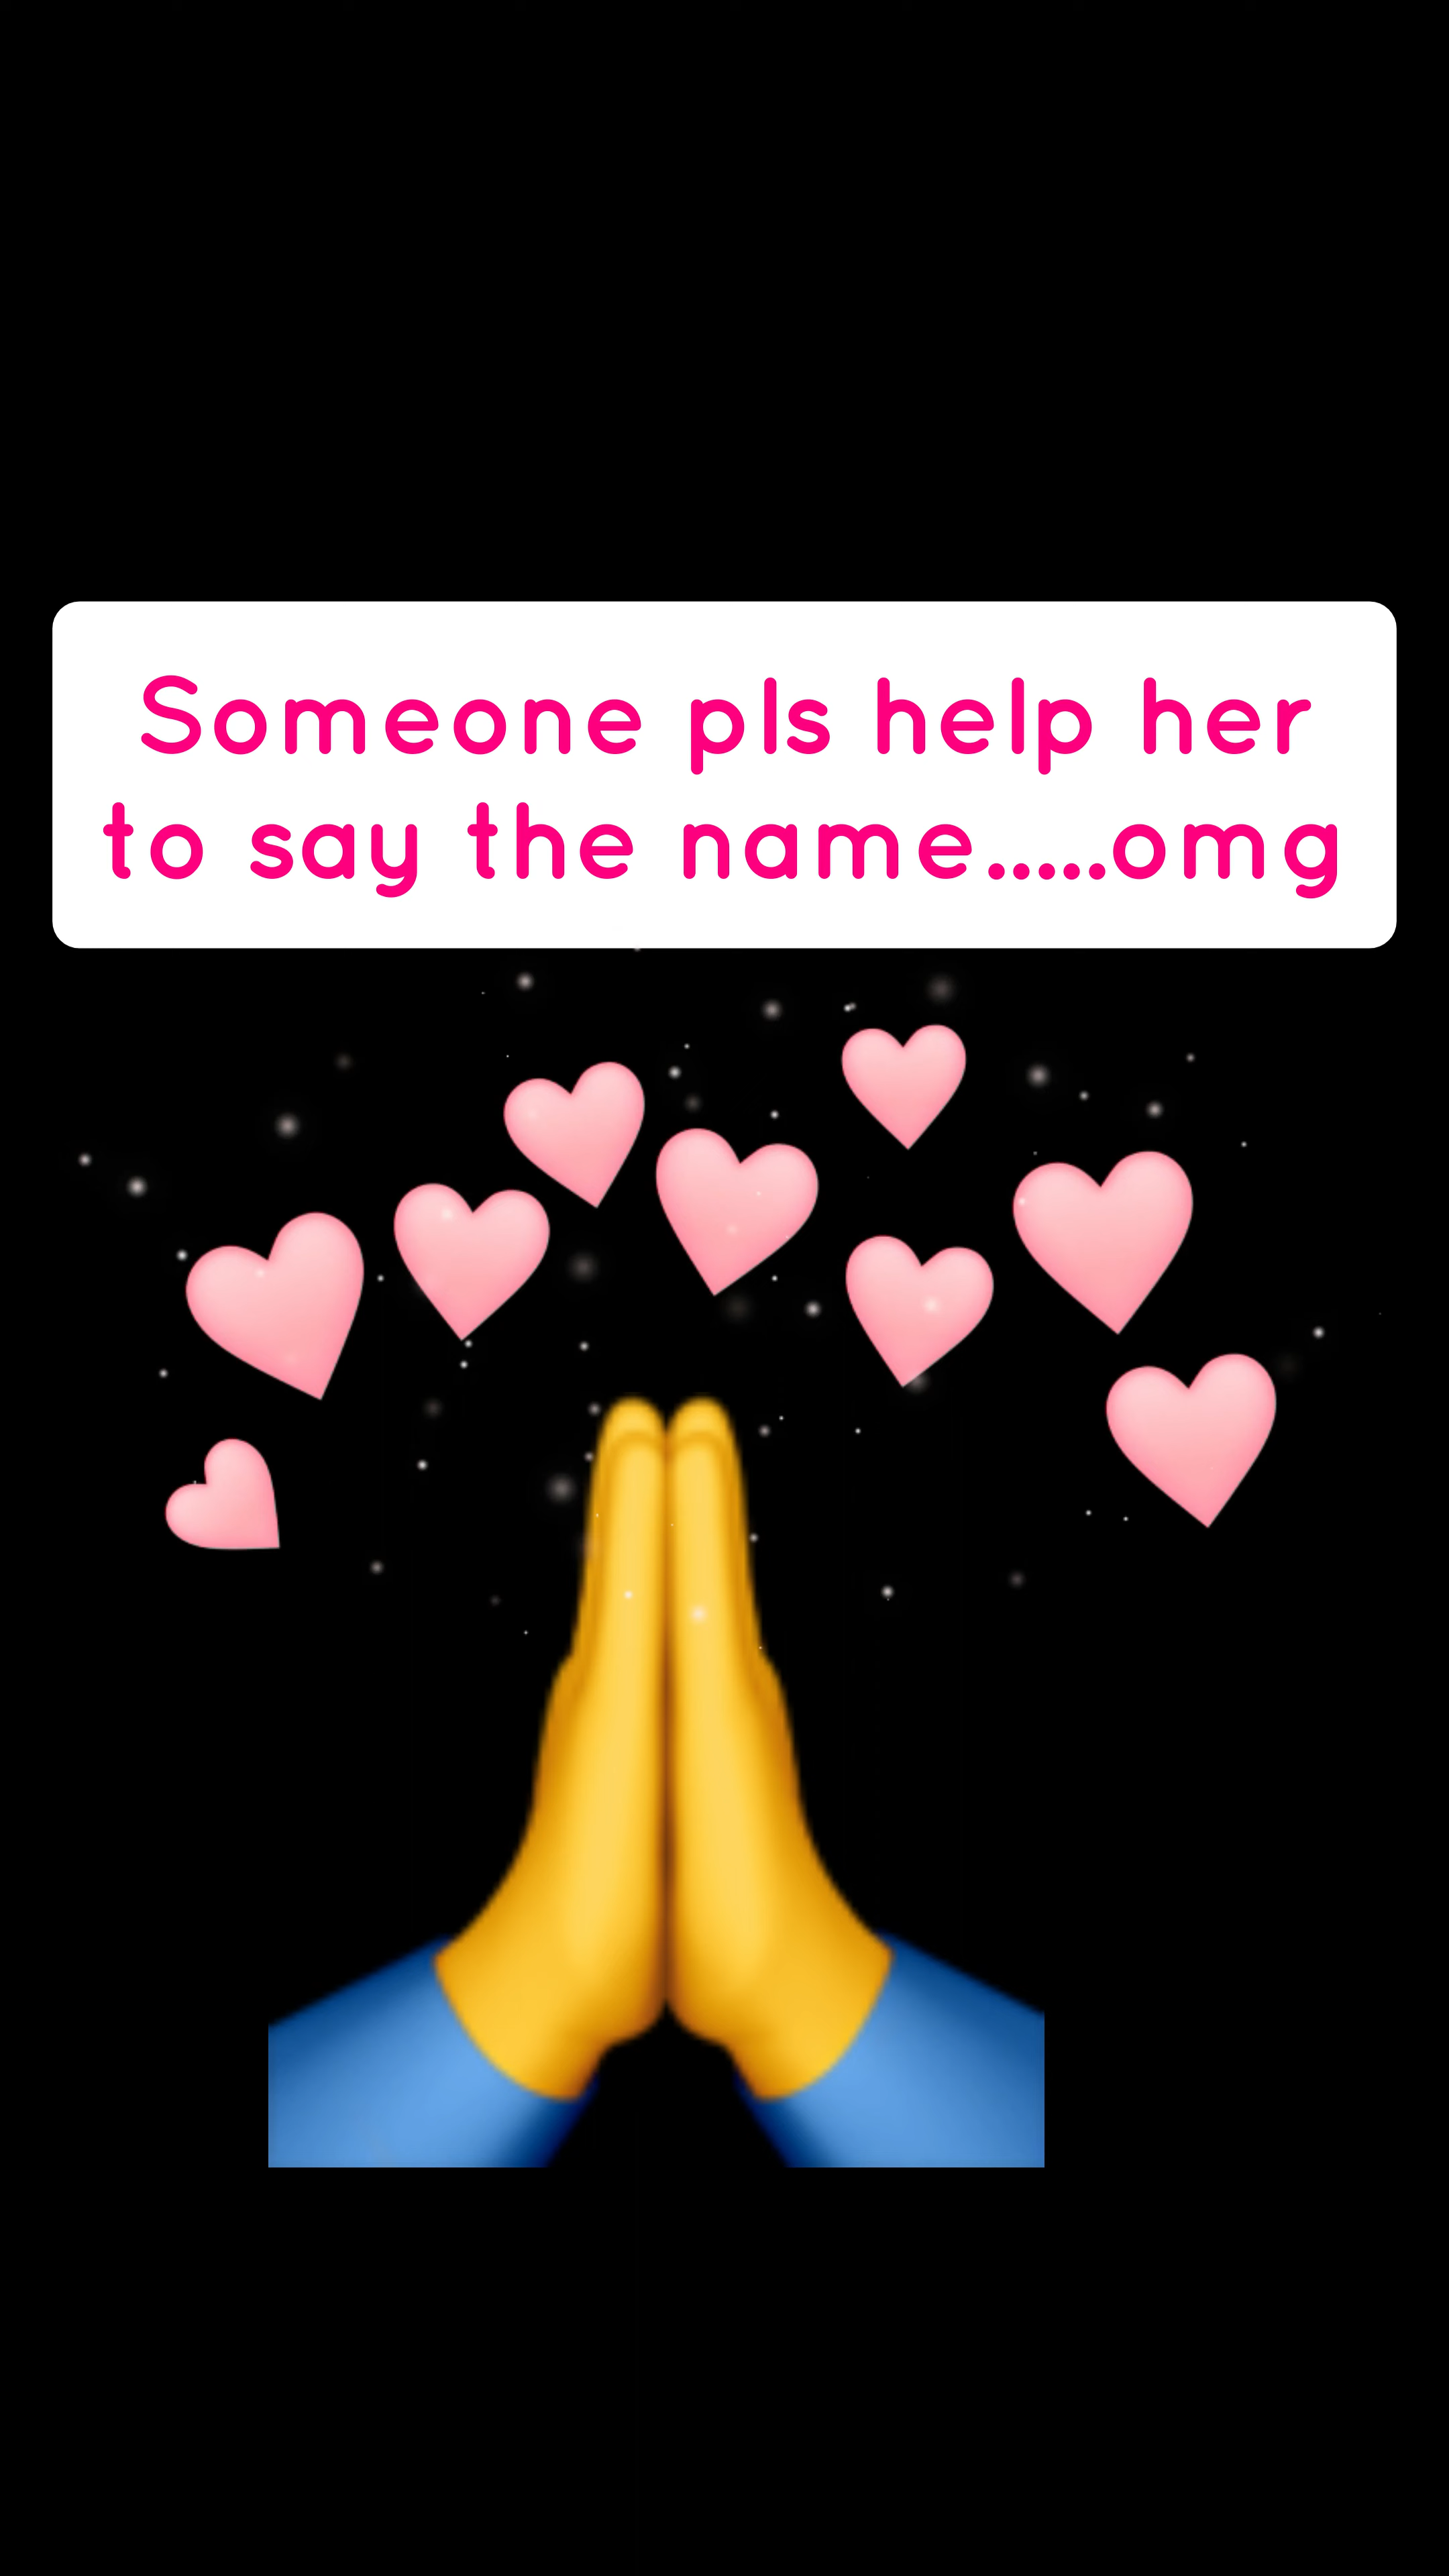 Someone pls help her
to say the name.....omg